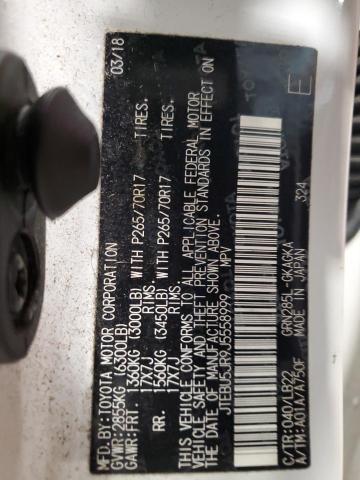 MFD.BY:TOYOTA MOTOR CORPORATION 03/18
GVWR:2855KG (6300LB)
GAWR:FRT. 1360KG (3000LB) WITH P265/70R17 TIRES.
17X7J RIMS.
RR. 1560KG (3450LB) WITH P265/70R17 TIRES.
17X7J RIMS.
THIS VEHICLE CONFORMS TO ALL APPLICABLE FEDERAL MOTOR
VEHICLE SAFETY AND THEFT PREVENTION STANDARDS IN EFFECT ON
THE DATE OF MANUFACTURE SHOWN ABOVE.
MPV
C/TR:040/LB22
A/TM:A01A/A750F
GRN285L-GKAGKA
MADE IN JAPAN
324
E